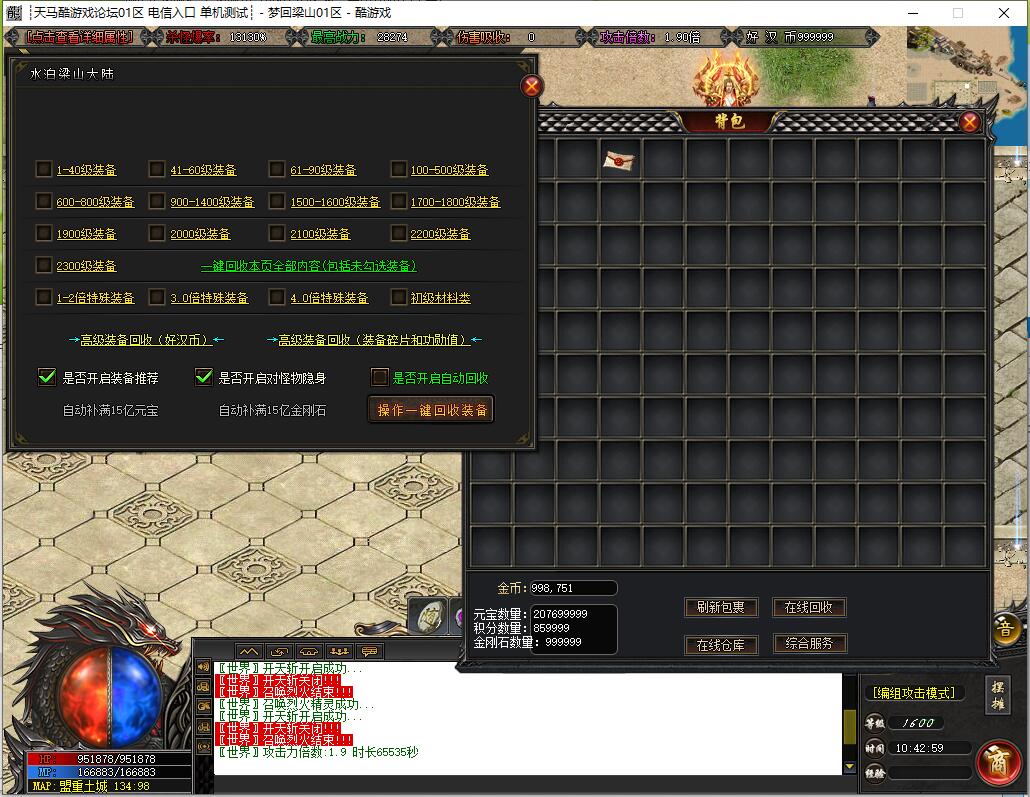 天马酷游戏论坛01区 电信入口 单机测试 - 梦回梁山01区 - 酷游戏
[点击查看详细属性] 杀怪爆率: 13130% 最高战力: 28274 伤害吸收: 0 攻击倍数: 1.90倍 好 汉 币999999
水泊梁山大陆
背包
1-40级装备 41-60级装备 61-90级装备 100-500级装备
600-800级装备 900-1400级装备 1500-1600级装备 1700-1800级装备
1900级装备 2000级装备 2100级装备 2200级装备
2300级装备 一键回收本页全部内容(包括未勾选装备)
1-2倍特殊装备 3.0倍特殊装备 4.0倍特殊装备 初级材料类
→高级装备回收（好汉币）← →高级装备回收（装备碎片和功勋值）←
是否开启装备推荐 是否开启对怪物隐身 是否开启自动回收
自动补满15亿元宝 自动补满15亿金刚石 操作一键回收装备
金币: 998,751
元宝数量: 207699999
积分数量: 859999
金刚石数量: 999999
刷新包裹 在线回收
在线仓库 综合服务
音
〖世界〗开天斩开启成功...
〖世界〗开天斩关闭!!!
〖世界〗召唤烈火结束!!!
〖世界〗召唤烈火精灵成功...
〖世界〗开天斩开启成功...
〖世界〗开天斩关闭!!!
〖世界〗召唤烈火结束!!!
〖世界〗攻击力倍数:1.9 时长65535秒
HP: 951878/951878
MP: 166883/166883
MAP: 盟重土城 134:98
[编组攻击模式]
摆摊
等级 1600
时间 10:42:59
经验
商